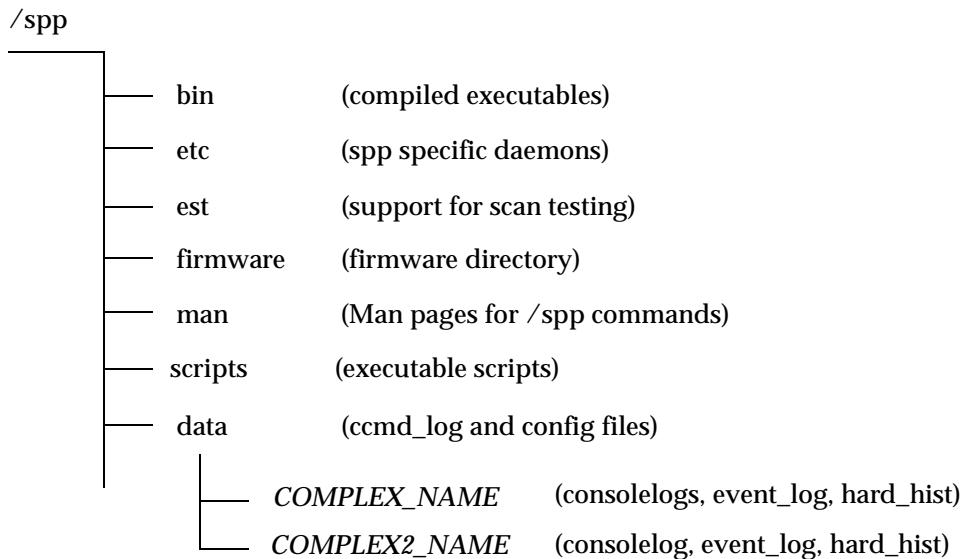 /spp
bin (compiled executables)
etc (spp specific daemons)
est (support for scan testing)
firmware (firmware directory)
man (Man pages for /spp commands)
scripts (executable scripts)
data (ccmd_log and config files)
COMPLEX_NAME (consolelogs, event_log, hard_hist)
COMPLEX2_NAME (consolelog, event_log, hard_hist)